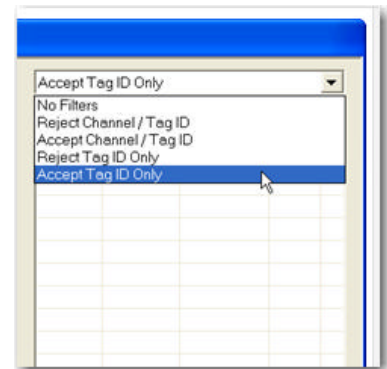 Accept Tag ID Only
No Filters
Reject Channel / Tag ID
Accept Channel / Tag ID
Reject Tag ID Only
Accept Tag ID Only